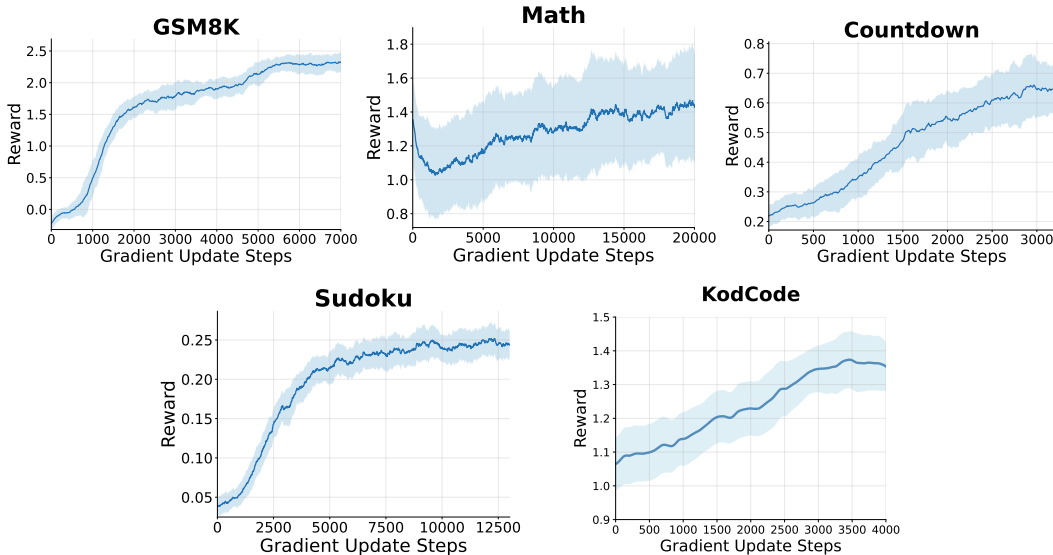 GSM8K
Reward
2.5
2.0
1.5
1.0
0.5
0.0
0 1000 2000 3000 4000 5000 6000 7000
Gradient Update Steps
Math
Reward
1.8
1.6
1.4
1.2
1.0
0.8
0 5000 10000 15000 20000
Gradient Update Steps
Countdown
Reward
0.8
0.7
0.6
0.5
0.4
0.3
0.2
0 500 1000 1500 2000 2500 3000
Gradient Update Steps
Sudoku
Reward
0.25
0.20
0.15
0.10
0.05
0 2500 5000 7500 10000 12500
Gradient Update Steps
KodCode
Reward
1.5
1.4
1.3
1.2
1.1
1.0
0.9
0 500 1000 1500 2000 2500 3000 3500 4000
Gradient Update Steps